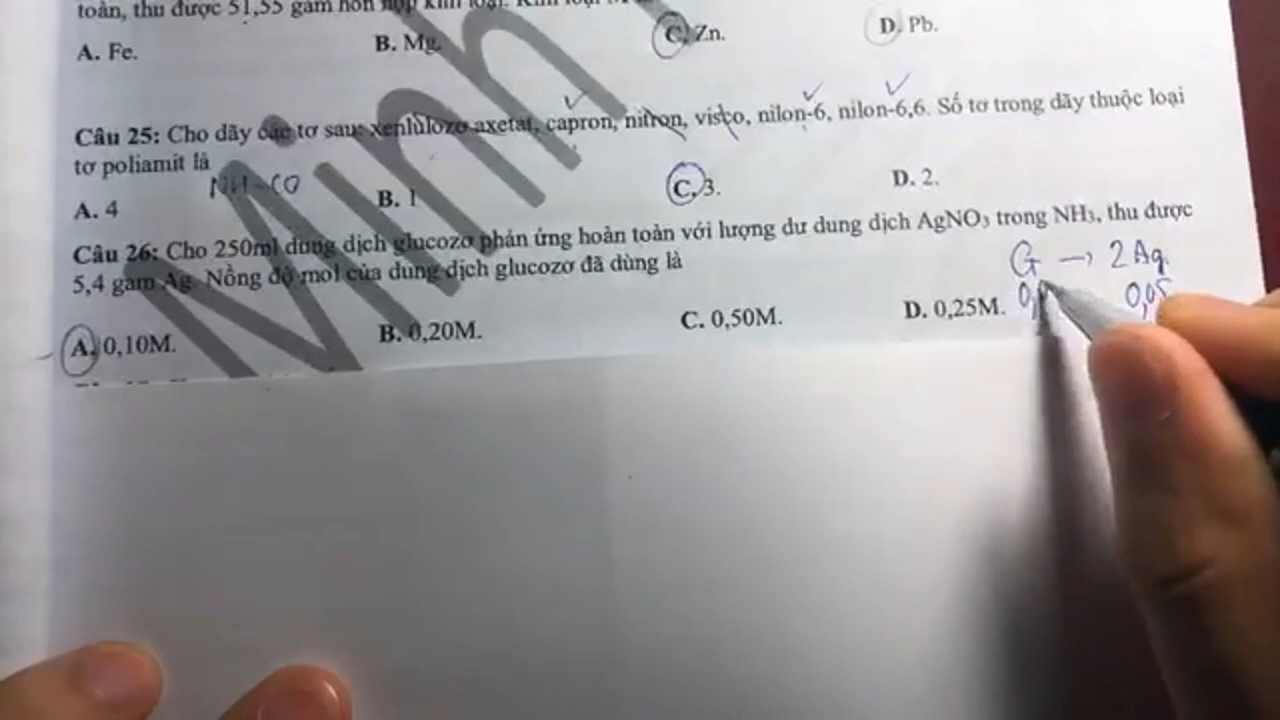 toàn, thu được 51,55 gam hỗn hợp kim loại.
A. Fe. B. Mg. C. Zn. D. Pb.
Câu 25: Cho dãy các tơ sau: xenlulozơ axetat, capron, nitron, visco, nilon-6, nilon-6,6. Số tơ trong dãy thuộc loại
tơ poliamit là
NH-CO
A. 4 B. 1 C. 3. D. 2.
Câu 26: Cho 250ml dung dịch glucozơ phản ứng hoàn toàn với lượng dư dung dịch AgNO3 trong NH3, thu được
5,4 gam Ag. Nồng độ mol của dung dịch glucozơ đã dùng là
G → 2Ag
0,05
A. 0,10M. B. 0,20M. C. 0,50M. D. 0,25M.
Minh